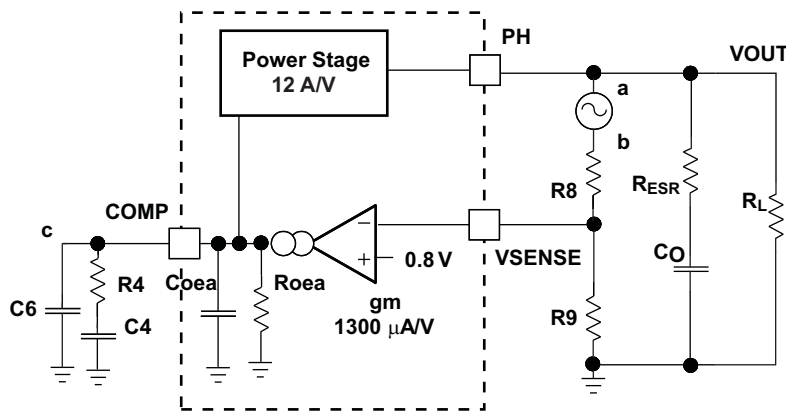 PH
VOUT
Power Stage
12 A/V
a
b
R8
RESR
RL
COMP
c
VSENSE
0.8 V
CO
R4
Coea
Roea
gm
1300 µA/V
C6
C4
R9
−
+